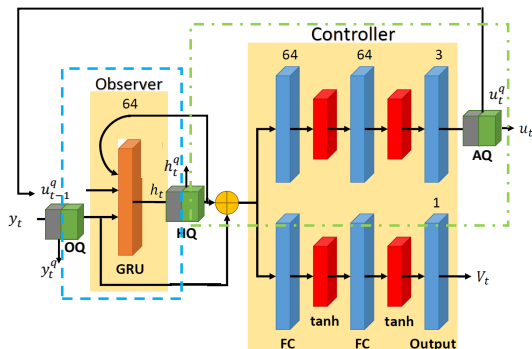 Controller
64 64 3
Observer
64
u_t^q
u_t
AQ
h_t^q
u_{t-1}^q
h_t
y_t
OQ
HQ
1
y_t^q
GRU
V_t
tanh tanh
FC FC Output